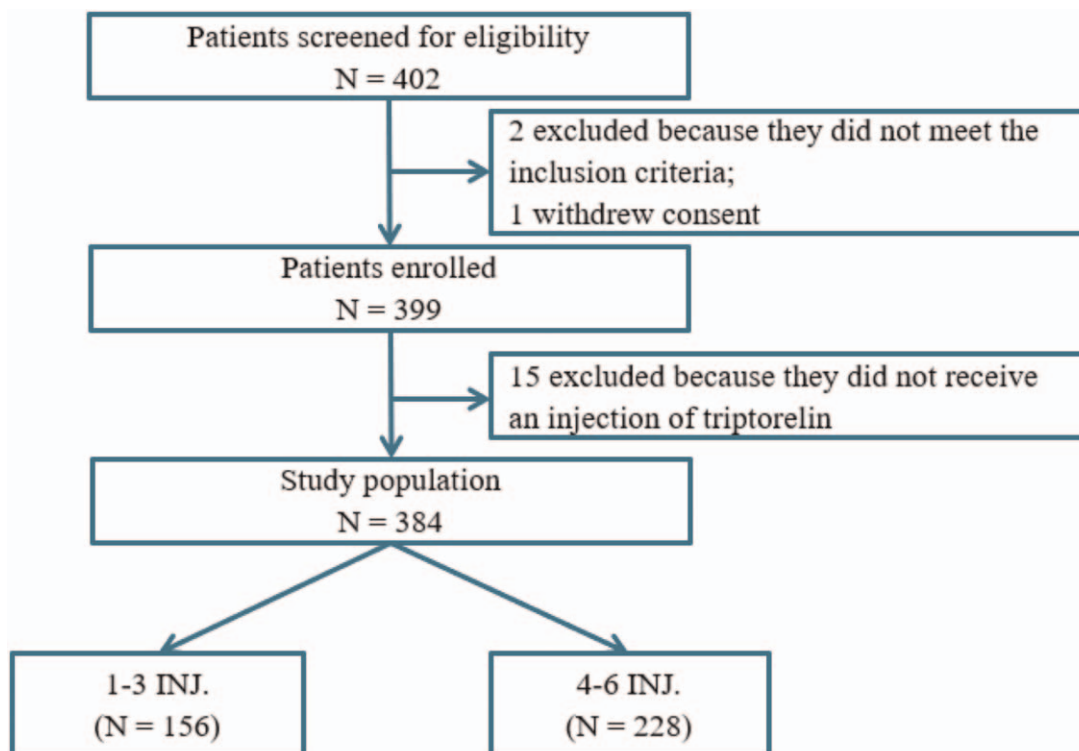 Patients screened for eligibility
N = 402
2 excluded because they did not meet the
inclusion criteria;
1 withdrew consent
Patients enrolled
N = 399
15 excluded because they did not receive
an injection of triptorelin
Study population
N = 384
1-3 INJ.
(N = 156)
4-6 INJ.
(N = 228)